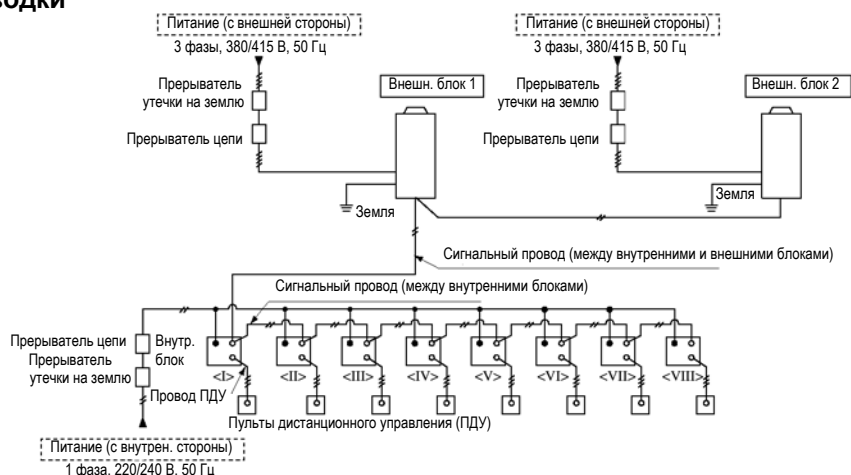 водки
Питание (с внешней стороны)
3 фазы, 380/415 В, 50 Гц
Прерыватель
утечки на землю
Прерыватель цепи
Внешн. блок 1
Земля
Питание (с внешней стороны)
3 фазы, 380/415 В, 50 Гц
Прерыватель
утечки на землю
Прерыватель цепи
Внешн. блок 2
Земля
Сигнальный провод (между внутренними и внешними блоками)
Сигнальный провод (между внутренними блоками)
Прерыватель цепи
Прерыватель
утечки на землю
Внутр.
блок
<I> <II> <III> <IV> <V> <VI> <VII> <VIII>
Провод ПДУ
Пульты дистанционного управления (ПДУ)
Питание (с внутрен. стороны)
1 фаза, 220/240 В, 50 Гц